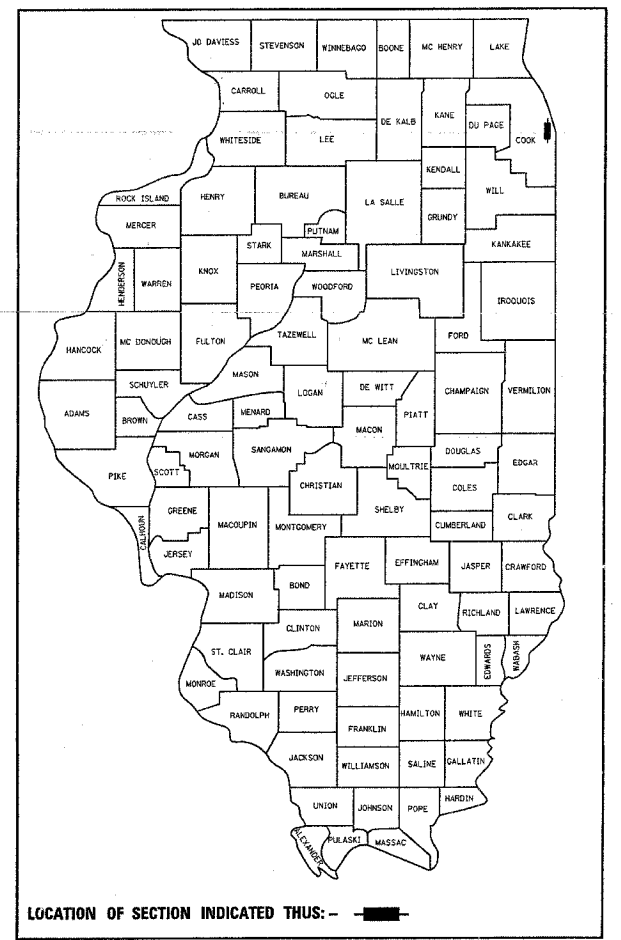 JO DAVIESS STEVENSON WINNEBAGO BOONE MC HENRY LAKE
CARROLL OGLE
DE KALB KANE DU PAGE COOK
WHITESIDE LEE
KENDALL
WILL
ROCK ISLAND HENRY BUREAU LA SALLE
GRUNDY
MERCER PUTNAM
STARK MARSHALL KANKAKEE
HENDERSON WARREN KNOX PEORIA WOODFORD LIVINGSTON
IROQUOIS
HANCOCK MC DONOUGH FULTON TAZEWELL MC LEAN FORD
MASON
SCHUYLER LOGAN DE WITT CHAMPAIGN VERMILION
ADAMS BROWN CASS MENARD PIATT
MACON
MORGAN SANGAMON DOUGLAS
PIKE SCOTT MOULTRIE EDGAR
CHRISTIAN COLES
GREENE SHELBY
CALHOUN MACOUPIN MONTGOMERY CUMBERLAND CLARK
JERSEY
FAYETTE EFFINGHAM JASPER CRAWFORD
MADISON BOND
CLAY RICHLAND LAWRENCE
CLINTON MARION
ST. CLAIR WAYNE EDWARDS WABASH
WASHINGTON JEFFERSON
MONROE
RANDOLPH PERRY HAMILTON WHITE
FRANKLIN
JACKSON WILLIAMSON SALINE GALLATIN
UNION JOHNSON POPE HARDIN
ALEXANDER PULASKI MASSAC
LOCATION OF SECTION INDICATED THUS: –